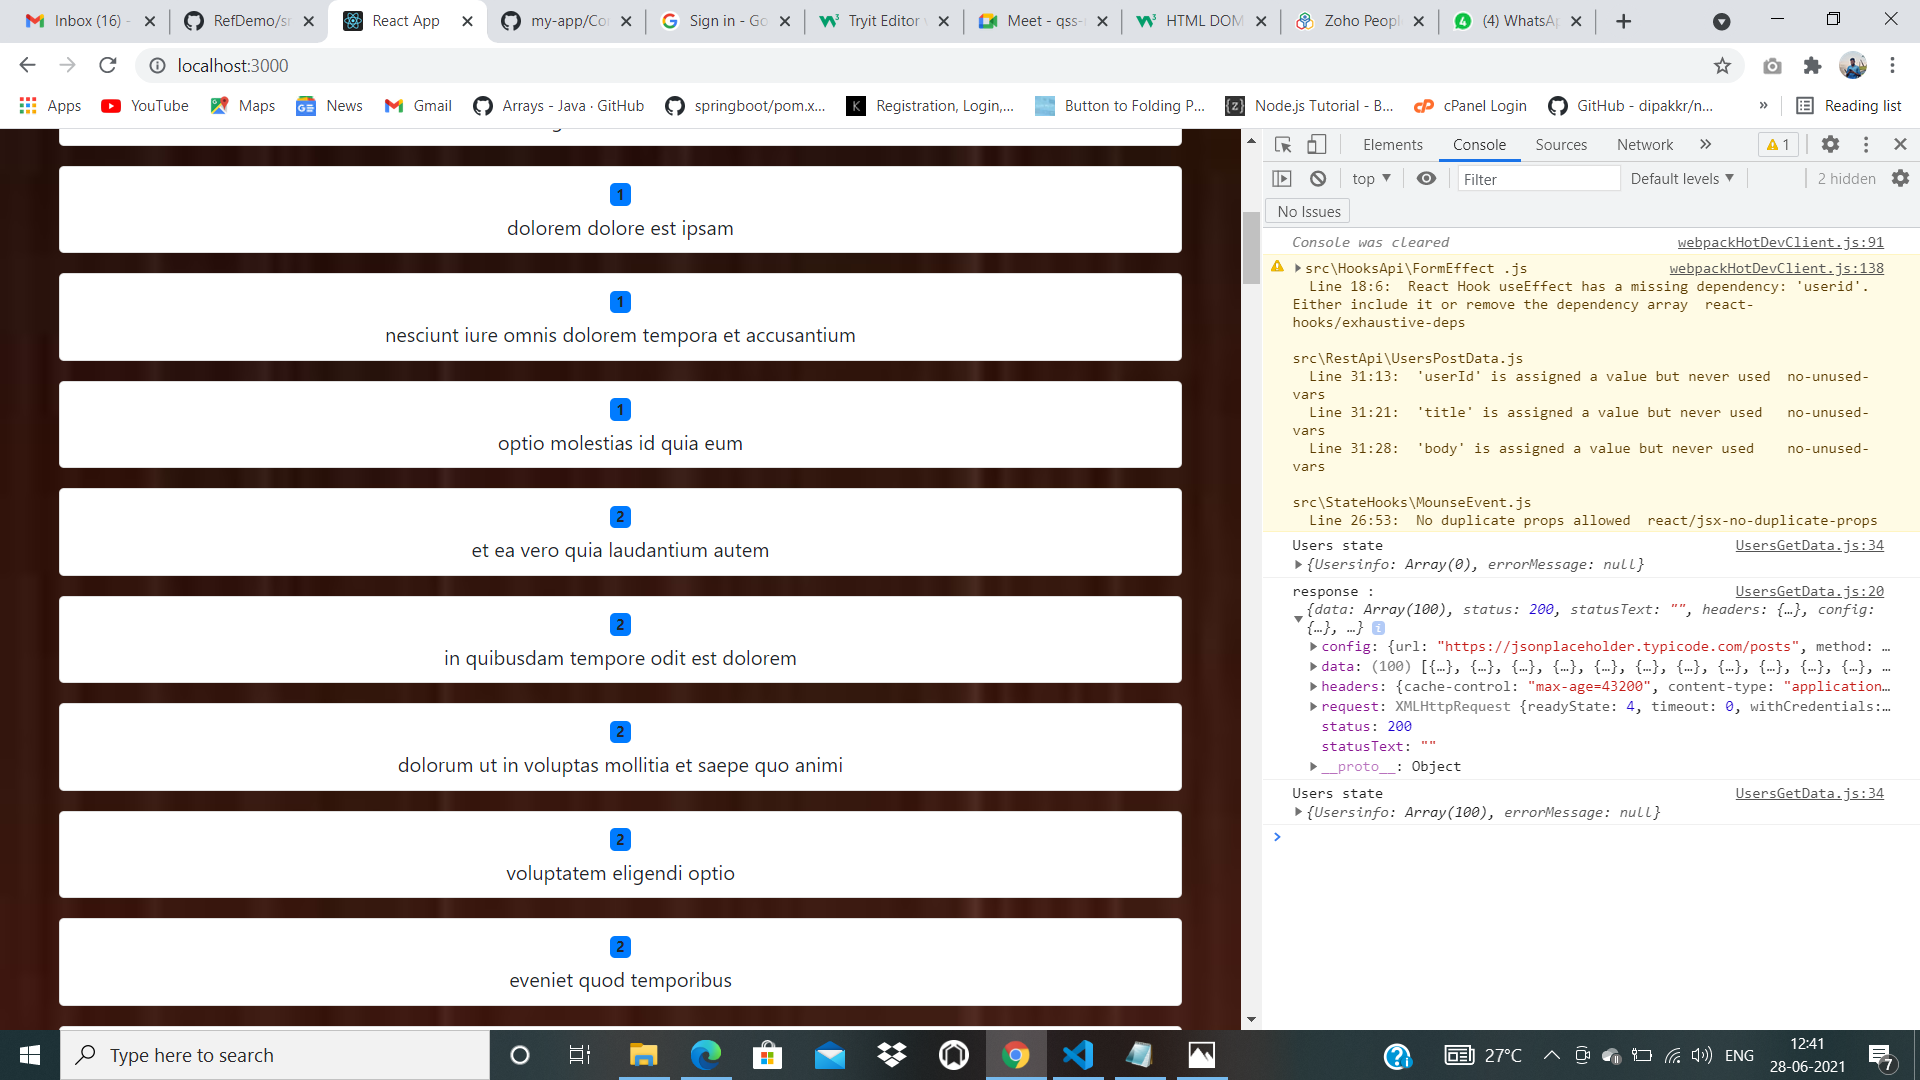 Inbox (16) -
RefDemo/sr
React App
my-app/Cor
Sign in - Go
Tryit Editor
Meet - qss-
HTML DOM
Zoho Peopl
(4) WhatsA
localhost:3000
Apps
YouTube
Maps
News
Gmail
Arrays - Java · GitHub
springboot/pom.x...
Registration, Login,...
Button to Folding P...
Node.js Tutorial - B...
cPanel Login
GitHub - dipakkr/n...
»
Reading list
1
dolorem dolore est ipsam
1
nesciunt iure omnis dolorem tempora et accusantium
1
optio molestias id quia eum
2
et ea vero quia laudantium autem
2
in quibusdam tempore odit est dolorem
2
dolorum ut in voluptas mollitia et saepe quo animi
2
voluptatem eligendi optio
2
eveniet quod temporibus
Elements
Console
Sources
Network
»
1
top
Filter
Default levels
2 hidden
No Issues
Console was cleared
webpackHotDevClient.js:91
src\HooksApi\FormEffect .js
webpackHotDevClient.js:138
Line 18:6:  React Hook useEffect has a missing dependency: 'userid'.
Either include it or remove the dependency array  react-
hooks/exhaustive-deps
src\RestApi\UsersPostData.js
Line 31:13:  'userId' is assigned a value but never used  no-unused-
vars
Line 31:21:  'title' is assigned a value but never used   no-unused-
vars
Line 31:28:  'body' is assigned a value but never used    no-unused-
vars
src\StateHooks\MounseEvent.js
Line 26:53:  No duplicate props allowed  react/jsx-no-duplicate-props
Users state
UsersGetData.js:34
{Usersinfo: Array(0), errorMessage: null}
response :
UsersGetData.js:20
{data: Array(100), status: 200, statusText: "", headers: {…}, config:
{…}, …} i
config: {url: "https://jsonplaceholder.typicode.com/posts", method: …
data: (100) [{…}, {…}, {…}, {…}, {…}, {…}, {…}, {…}, {…}, {…}, {…}, …
headers: {cache-control: "max-age=43200", content-type: "application…
request: XMLHttpRequest {readyState: 4, timeout: 0, withCredentials:…
status: 200
statusText: ""
__proto__: Object
Users state
UsersGetData.js:34
{Usersinfo: Array(100), errorMessage: null}
Type here to search
27°C
ENG
12:41
28-06-2021
7